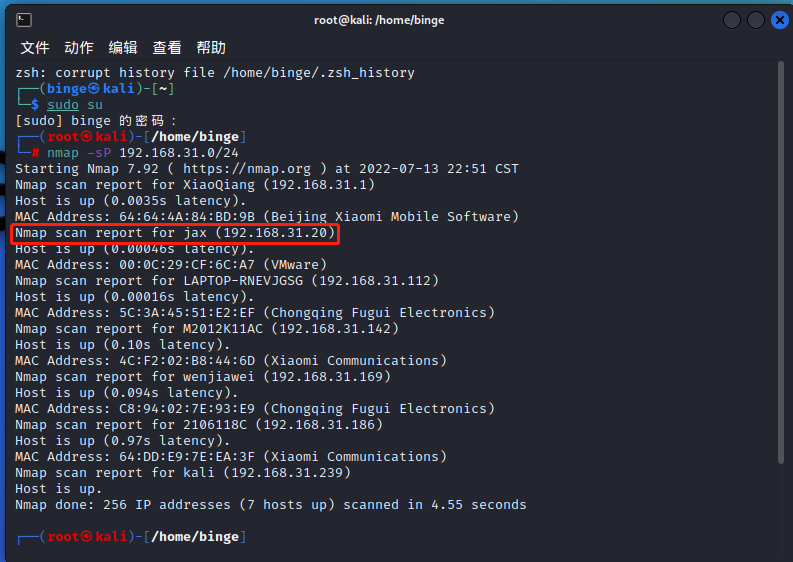 root@kali: /home/binge
文件 动作 编辑 查看 帮助
zsh: corrupt history file /home/binge/.zsh_history
┌──(binge㉿kali)-[~]
└─$ sudo su
[sudo] binge 的密码：
┌──(root㉿kali)-[/home/binge]
└─# nmap -sP 192.168.31.0/24
Starting Nmap 7.92 ( https://nmap.org ) at 2022-07-13 22:51 CST
Nmap scan report for XiaoQiang (192.168.31.1)
Host is up (0.0035s latency).
MAC Address: 64:64:4A:84:BD:9B (Beijing Xiaomi Mobile Software)
Nmap scan report for jax (192.168.31.20)
Host is up (0.00046s latency).
MAC Address: 00:0C:29:CF:6C:A7 (VMware)
Nmap scan report for LAPTOP-RNEVJGSG (192.168.31.112)
Host is up (0.00016s latency).
MAC Address: 5C:3A:45:51:E2:EF (Chongqing Fugui Electronics)
Nmap scan report for M2012K11AC (192.168.31.142)
Host is up (0.10s latency).
MAC Address: 4C:F2:02:B8:44:6D (Xiaomi Communications)
Nmap scan report for wenjiawei (192.168.31.169)
Host is up (0.094s latency).
MAC Address: C8:94:02:7E:93:E9 (Chongqing Fugui Electronics)
Nmap scan report for 2106118C (192.168.31.186)
Host is up (0.97s latency).
MAC Address: 64:DD:E9:7E:EA:3F (Xiaomi Communications)
Nmap scan report for kali (192.168.31.239)
Host is up.
Nmap done: 256 IP addresses (7 hosts up) scanned in 4.55 seconds
┌──(root㉿kali)-[/home/binge]